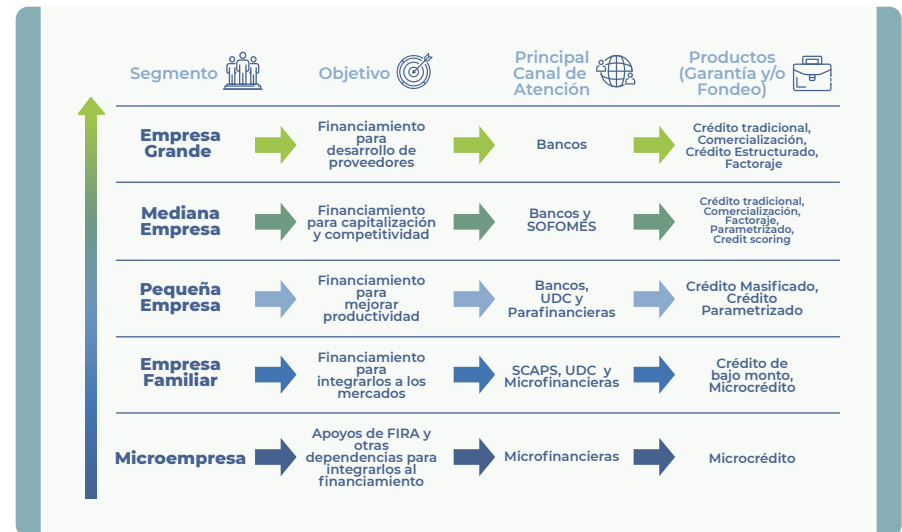 Segmento
Objetivo
Principal
Canal de
Atención
Productos
(Garantía y/o
Fondeo)
Empresa
Grande
Financiamiento
para
desarrollo de
proveedores
Bancos
Crédito tradicional,
Comercialización,
Crédito Estructurado,
Factoraje
Mediana
Empresa
Financiamiento
para capitalización
y competitividad
Bancos y
SOFOMES
Crédito tradicional,
Comercialización,
Factoraje,
Parametrizado,
Credit scoring
Pequeña
Empresa
Financiamiento
para
mejorar
productividad
Bancos,
UDC y
Parafinancieras
Crédito Masificado,
Crédito
Parametrizado
Empresa
Familiar
Financiamiento
para
integrarlos a los
mercados
SCAPS, UDC y
Microfinancieras
Crédito de
bajo monto,
Microcrédito
Microempresa
Apoyos de FIRA y
otras
dependencias para
integrarlos al
financiamiento
Microfinancieras
Microcrédito